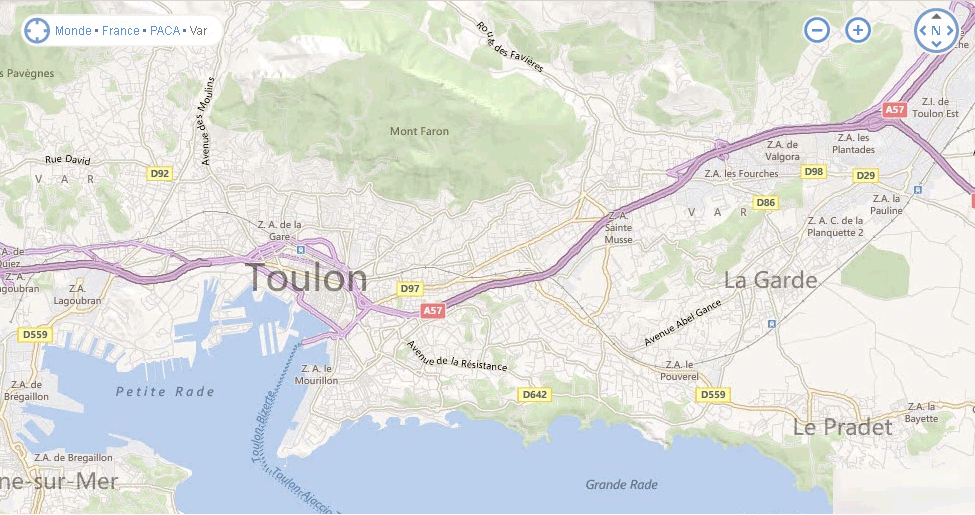 Monde • France • PACA • Var
N
Route des Favières
s Pavègnes
Avenue des Moulins
Mont Faron
A57
Z.I. de
Toulon Est
Z.A. les
Plantades
Z.A. de
Valgora
Rue David
V A R
D92
Z.A. les Fourches
D98
D29
D86
Z.A. la
Pauline
V A R
Z. A. C. de la
Planquette 2
Z. A.
Sainte
Musse
Z. A. de la
Gare
Toulon
La Garde
Z. A.
Lagoubran
D97
A57
Avenue Abel Gance
D559
Avenue de la Résistance
Z. A. le
Mourillon
Z.A. le
Pouverel
Z.A. de
Brégaillon
Petite Rade
D642
D559
Toulon-Bizerte
Z.A. la
Bayette
Le Pradet
Z.A. de Bregaillon
Toulon-Ajaccio
ne-sur-Mer
Grande Rade